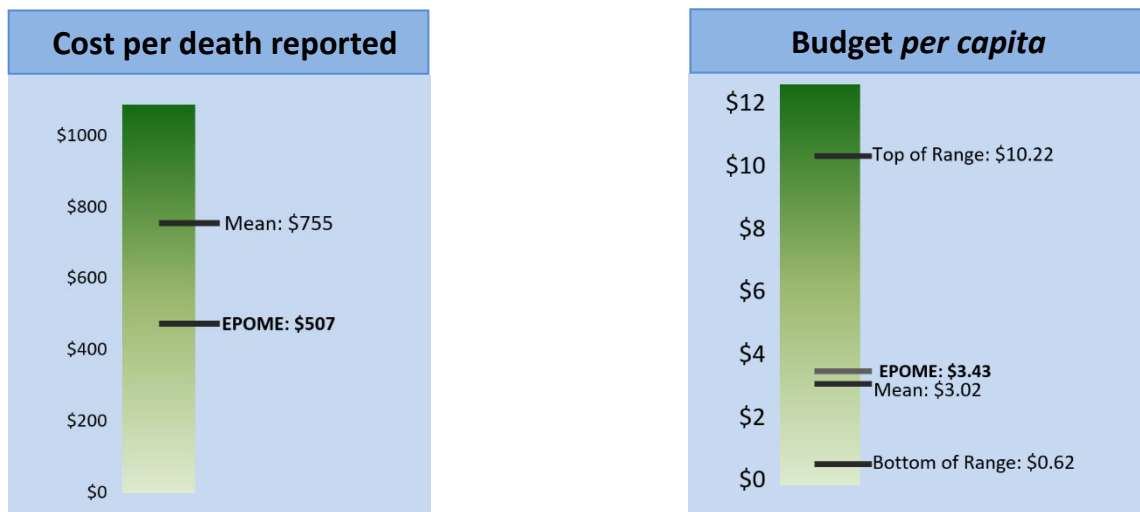 Cost per death reported
$1000
$800
Mean: $755
$600
EPOME: $507
$400
$200
$0
Budget per capita
$12
Top of Range: $10.22
$10
$8
$6
$4
EPOME: $3.43
Mean: $3.02
$2
Bottom of Range: $0.62
$0